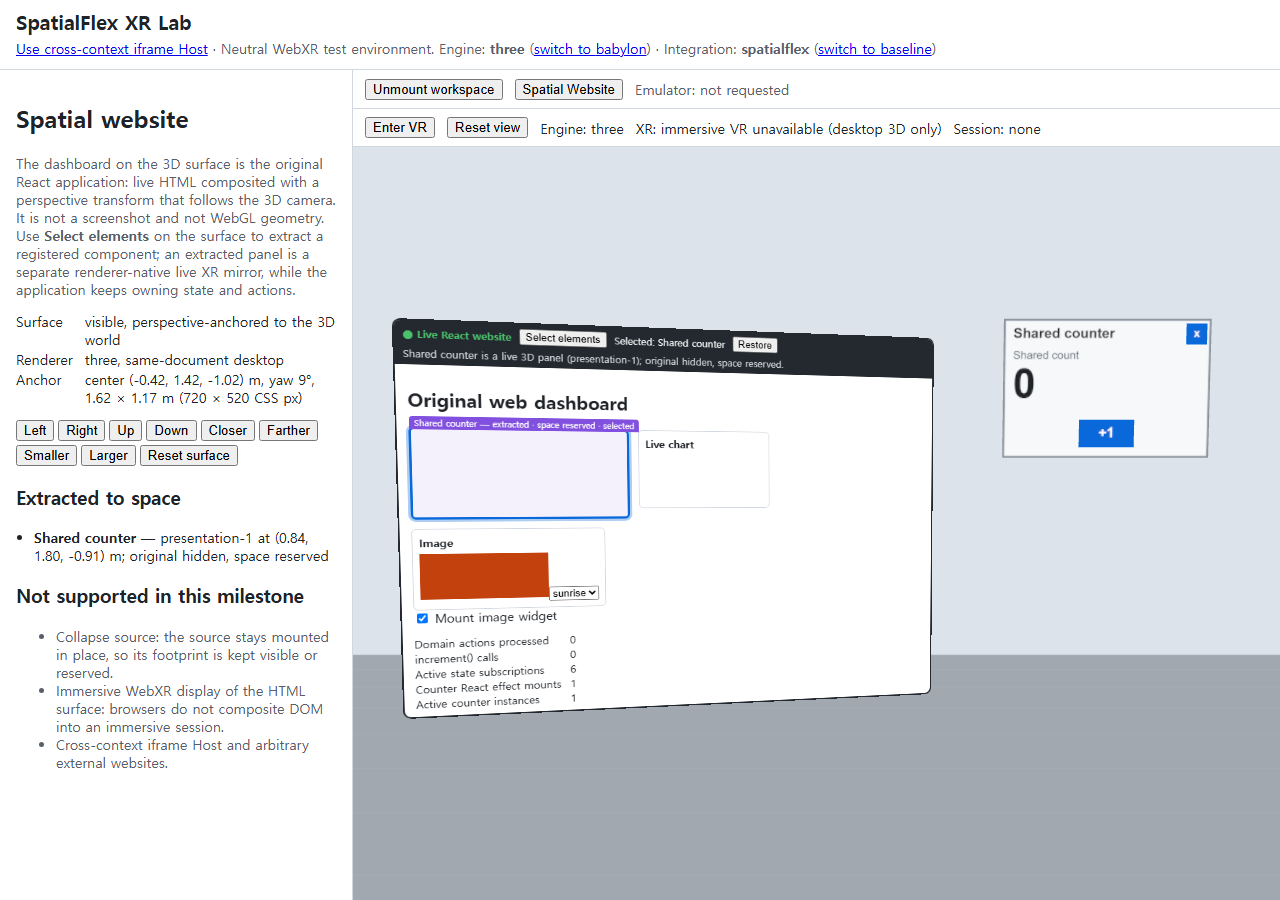 SpatialFlex XR Lab
Use cross-context iframe Host · Neutral WebXR test environment. Engine: three (switch to babylon) · Integration: spatialflex (switch to baseline)
Spatial website
The dashboard on the 3D surface is the original
React application: live HTML composited with a
perspective transform that follows the 3D camera.
It is not a screenshot and not WebGL geometry.
Use Select elements on the surface to extract a
registered component; an extracted panel is a
separate renderer-native live XR mirror, while the
application keeps owning state and actions.
Surface visible, perspective-anchored to the 3D
world
Renderer three, same-document desktop
Anchor center (-0.42, 1.42, -1.02) m, yaw 9°,
1.62 × 1.17 m (720 × 520 CSS px)
Left Right Up Down Closer Farther
Smaller Larger Reset surface
Extracted to space
• Shared counter — presentation-1 at (0.84,
1.80, -0.91) m; original hidden, space reserved
Not supported in this milestone
• Collapse source: the source stays mounted
in place, so its footprint is kept visible or
reserved.
• Immersive WebXR display of the HTML
surface: browsers do not composite DOM
into an immersive session.
• Cross-context iframe Host and arbitrary
external websites.
Unmount workspace Spatial Website Emulator: not requested
Enter VR Reset view Engine: three XR: immersive VR unavailable (desktop 3D only) Session: none
Live React website Select elements Selected: Shared counter Restore
Shared counter is a live 3D panel (presentation-1); original hidden, space reserved.
Original web dashboard
Shared counter — extracted · space reserved · selected
Live chart
Image
sunrise
Mount image widget
Domain actions processed 0
increment() calls 0
Active state subscriptions 6
Counter React effect mounts 1
Active counter instances 1
Shared counter x
Shared count
0
+1